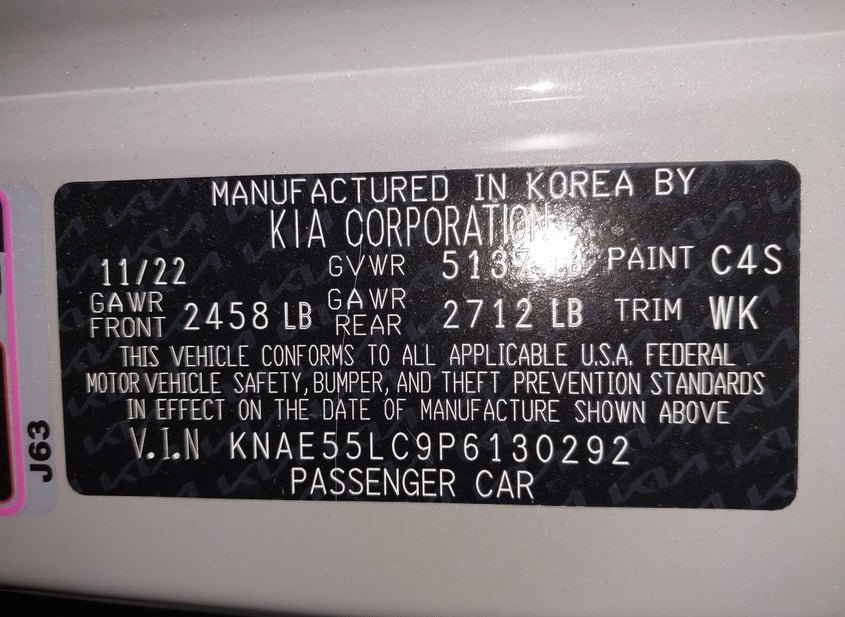 MANUFACTURED IN KOREA BY
KIA CORPORATION
11/22 GVWR 5137 LB PAINT C4S
GAWR FRONT 2458 LB GAWR REAR 2712 LB TRIM WK
THIS VEHICLE CONFORMS TO ALL APPLICABLE U.S.A. FEDERAL
MOTOR VEHICLE SAFETY, BUMPER, AND THEFT PREVENTION STANDARDS
IN EFFECT ON THE DATE OF MANUFACTURE SHOWN ABOVE
V.I.N KNAE55LC9P6130292
PASSENGER CAR
J63